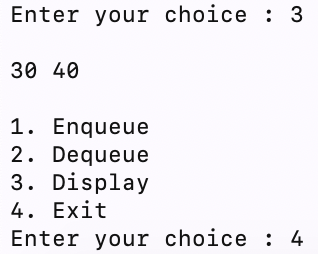 Enter your choice : 3
30 40
1. Enqueue
2. Dequeue
3. Display
4. Exit
Enter your choice : 4